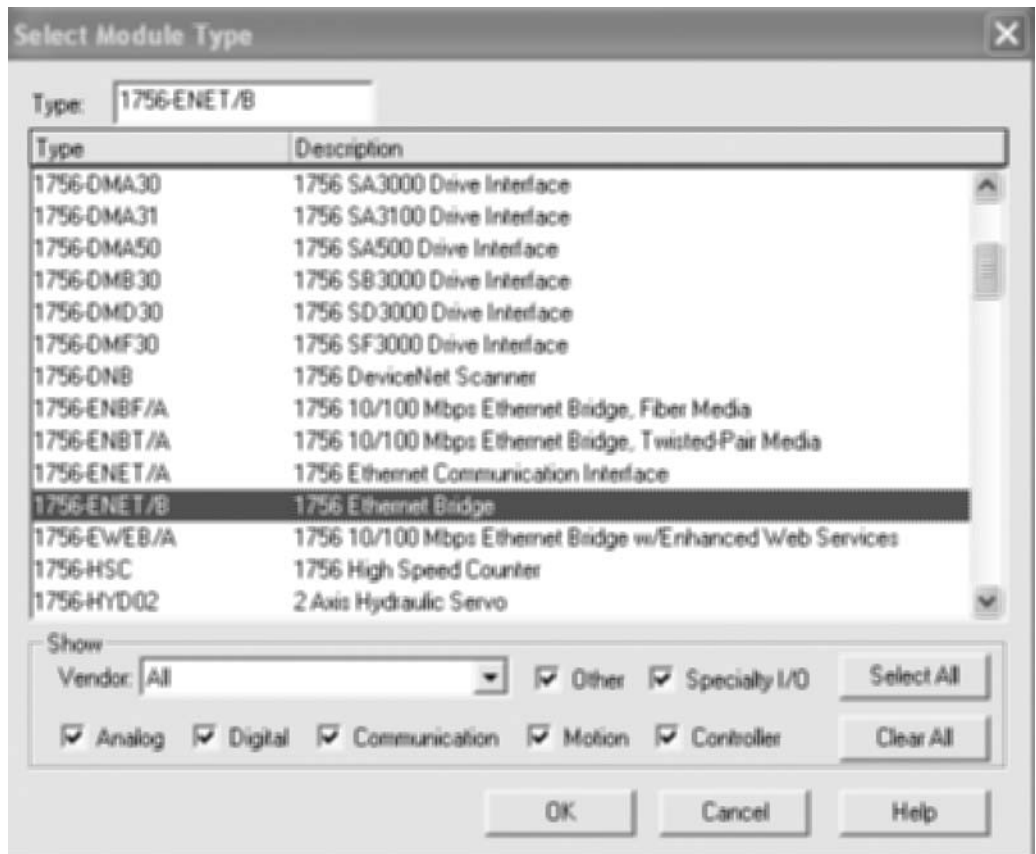 Select Module Type
Type: 1756-ENET/B
Type Description
1756-DMA30 1756 SA3000 Drive Interface
1756-DMA31 1756 SA3100 Drive Interface
1756-DMA50 1756 SA500 Drive Interface
1756-DMB30 1756 SB3000 Drive Interface
1756-DMD30 1756 SD3000 Drive Interface
1756-DMF30 1756 SF3000 Drive Interface
1756-DNB 1756 DeviceNet Scanner
1756-ENBF/A 1756 10/100 Mbps Ethernet Bridge, Fiber Media
1756-ENBT/A 1756 10/100 Mbps Ethernet Bridge, Twisted-Pair Media
1756-ENET/A 1756 Ethernet Communication Interface
1756-ENET/B 1756 Ethernet Bridge
1756-EWEB/A 1756 10/100 Mbps Ethernet Bridge w/Enhanced Web Services
1756-HSC 1756 High Speed Counter
1756-HYD02 2 Axis Hydraulic Servo
Show
Vendor: All Other Specialty I/O Select All
Analog Digital Communication Motion Controller Clear All
OK Cancel Help